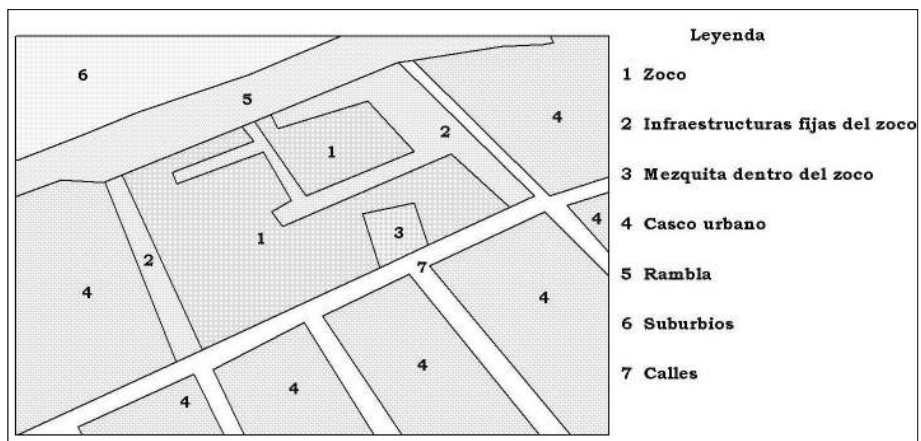 6
5
4
1
2
1
3
4
2
7
4
4
4
4
4
Leyenda
1 Zoco
2 Infraestructuras fijas del zoco
3 Mezquita dentro del zoco
4 Casco urbano
5 Rambla
6 Suburbios
7 Calles